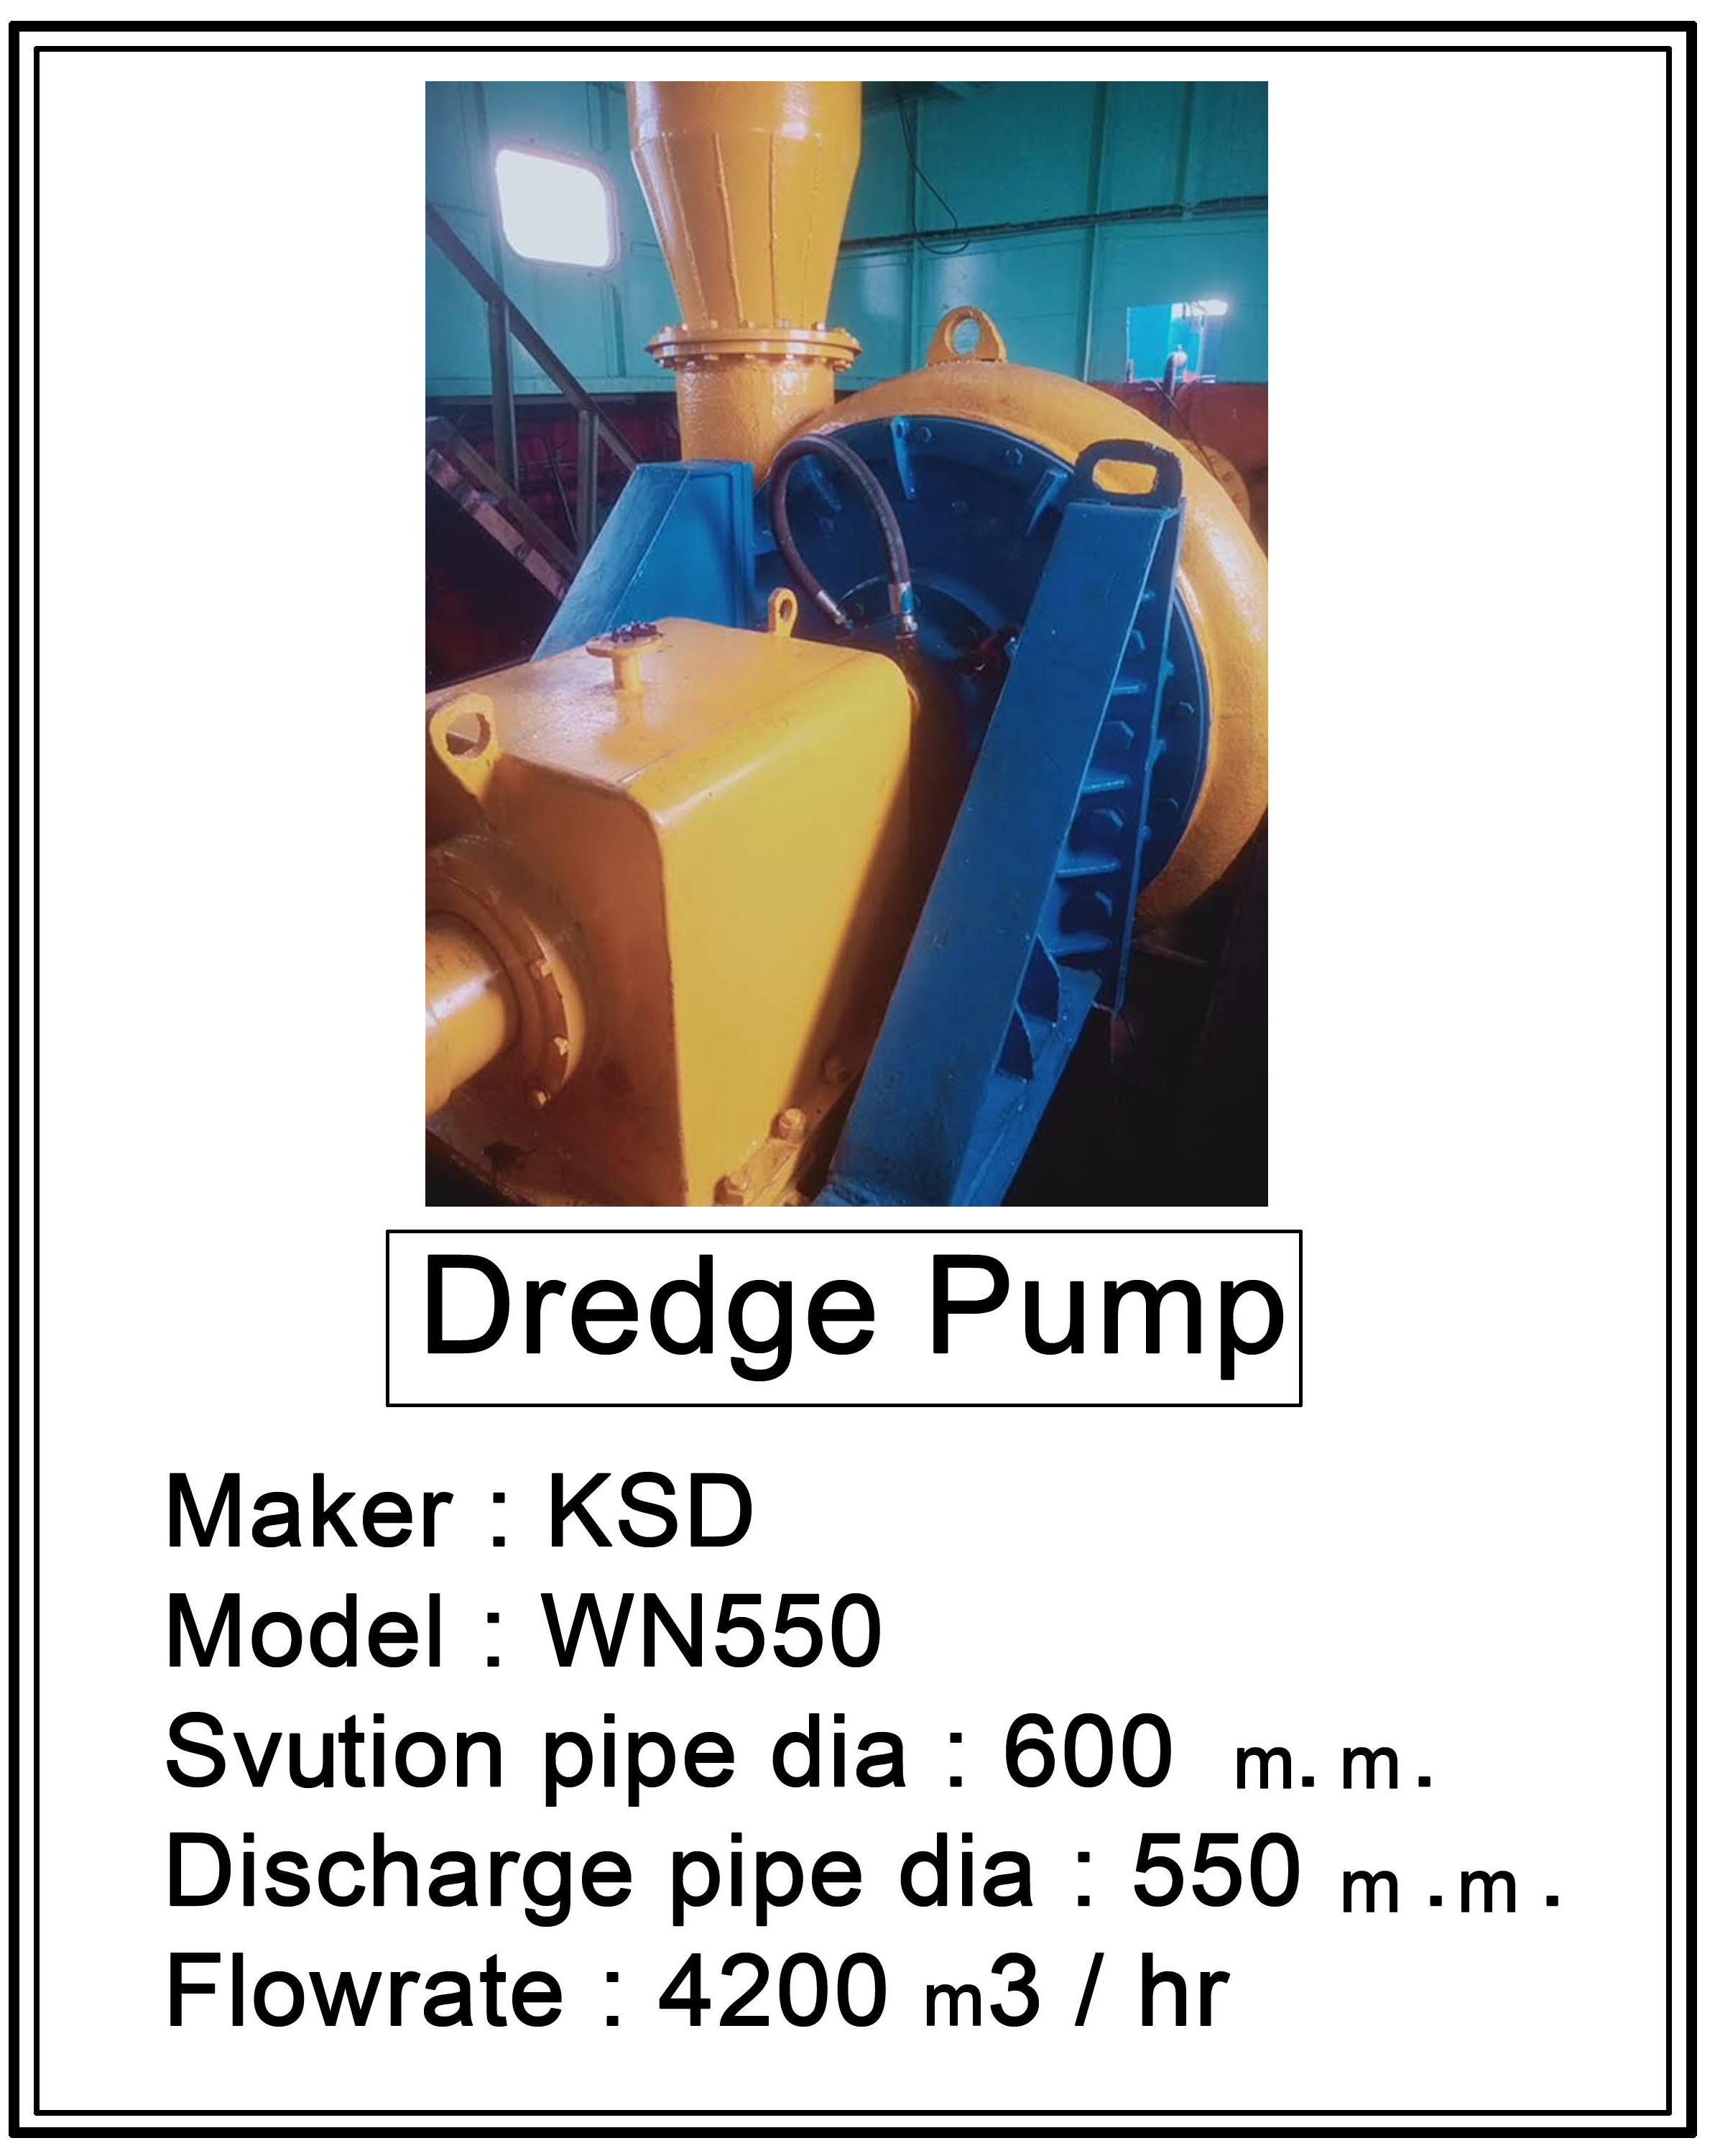 Dredge Pump
Maker : KSD
Model : WN550
Svution pipe dia : 600 m.m.
Discharge pipe dia : 550 m.m.
Flowrate : 4200 m3 / hr